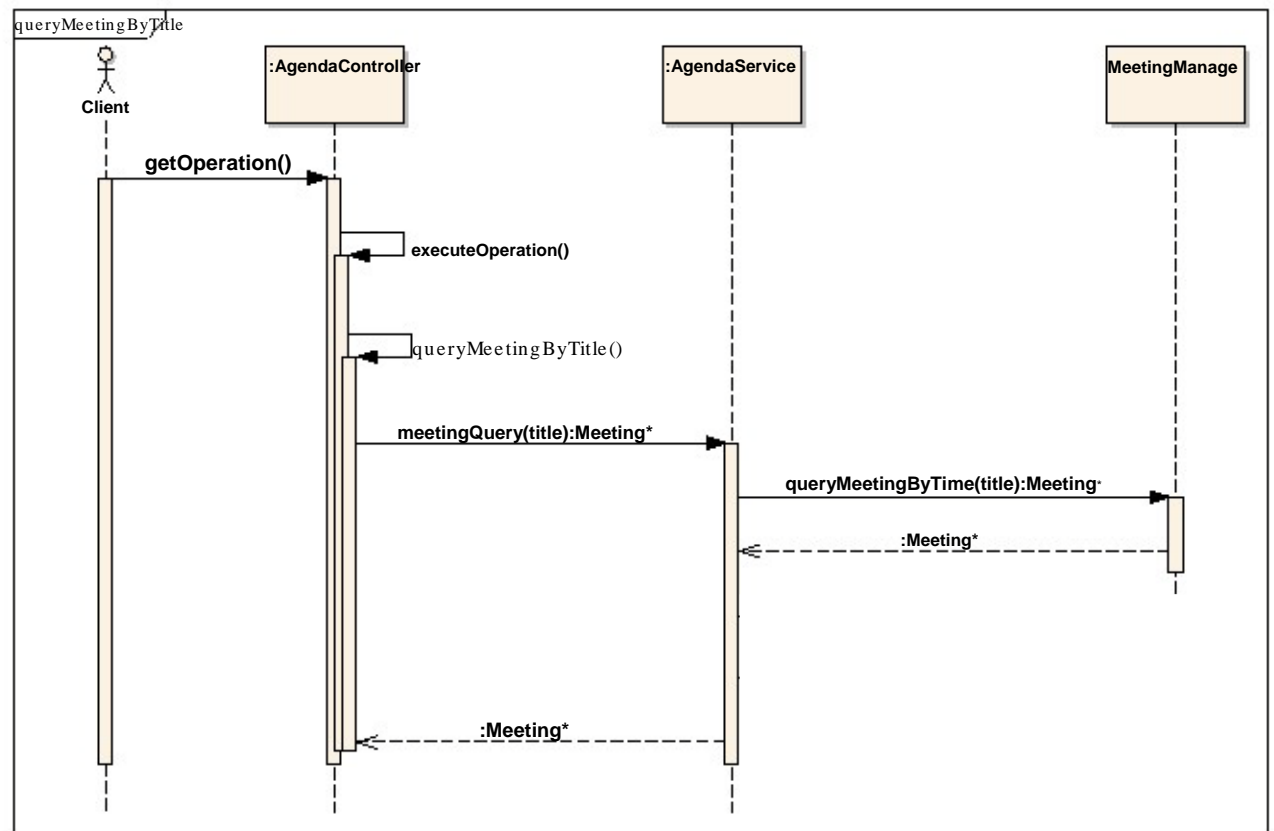 queryMeetingByTitle
Client
:AgendaController
:AgendaService
MeetingManage
getOperation()
executeOperation()
queryMeetingByTitle()
meetingQuery(title):Meeting*
queryMeetingByTime(title):Meeting*
:Meeting*
:Meeting*